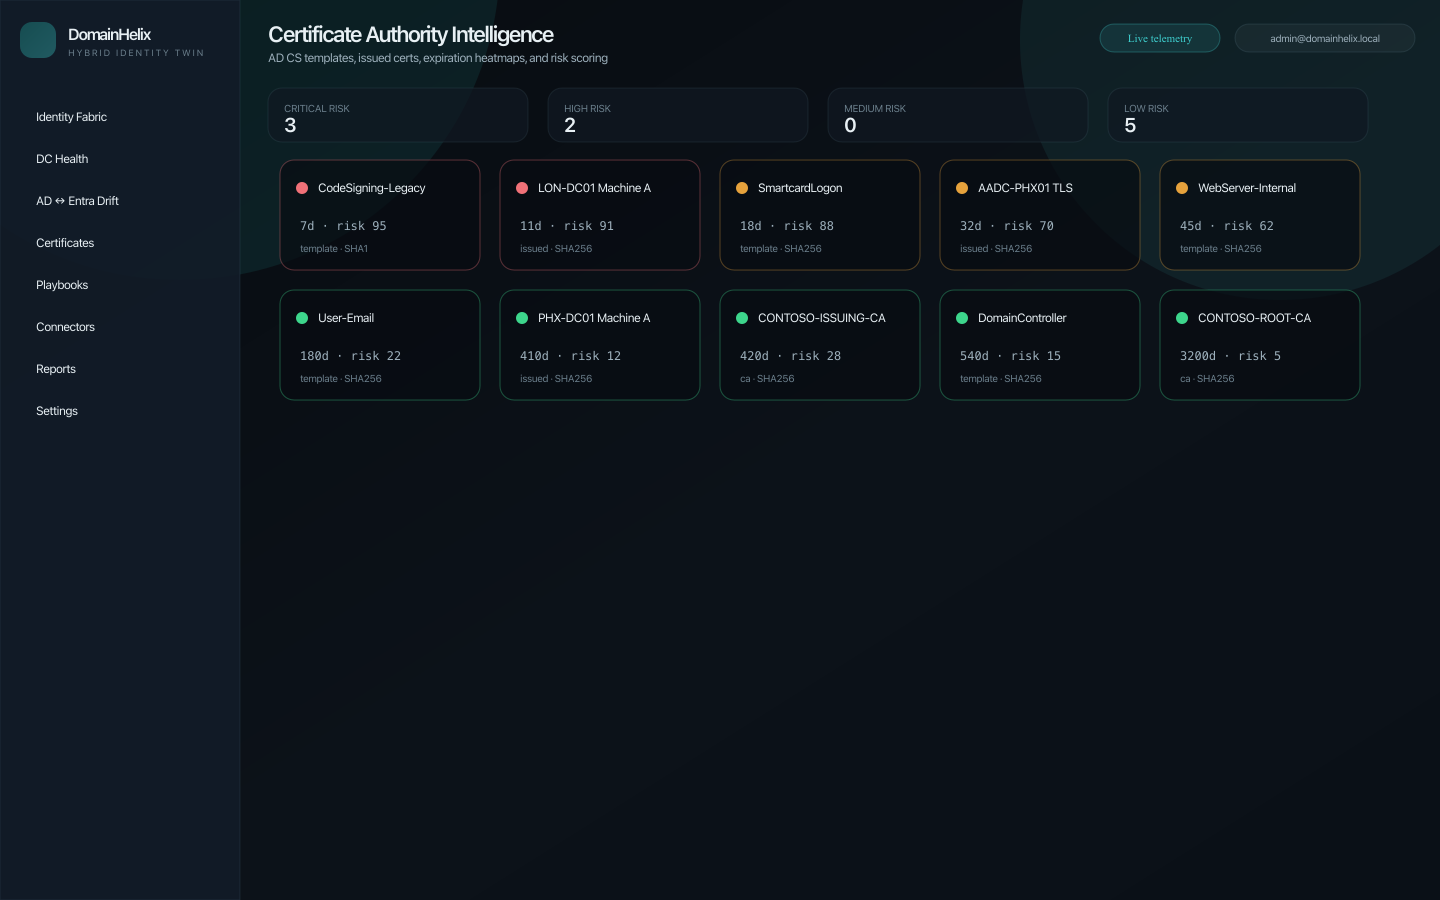 DomainHelix
HYBRID IDENTITY TWIN
Identity Fabric
DC Health
AD ↔ Entra Drift
Certificates
Playbooks
Connectors
Reports
Settings
Certificate Authority Intelligence
AD CS templates, issued certs, expiration heatmaps, and risk scoring
Live telemetry
admin@domainhelix.local
CRITICAL RISK
3
HIGH RISK
2
MEDIUM RISK
0
LOW RISK
5
CodeSigning-Legacy
7d · risk 95
template · SHA1
LON-DC01 Machine A
11d · risk 91
issued · SHA256
SmartcardLogon
18d · risk 88
template · SHA256
AADC-PHX01 TLS
32d · risk 70
issued · SHA256
WebServer-Internal
45d · risk 62
template · SHA256
User-Email
180d · risk 22
template · SHA256
PHX-DC01 Machine A
410d · risk 12
issued · SHA256
CONTOSO-ISSUING-CA
420d · risk 28
ca · SHA256
DomainController
540d · risk 15
template · SHA256
CONTOSO-ROOT-CA
3200d · risk 5
ca · SHA256